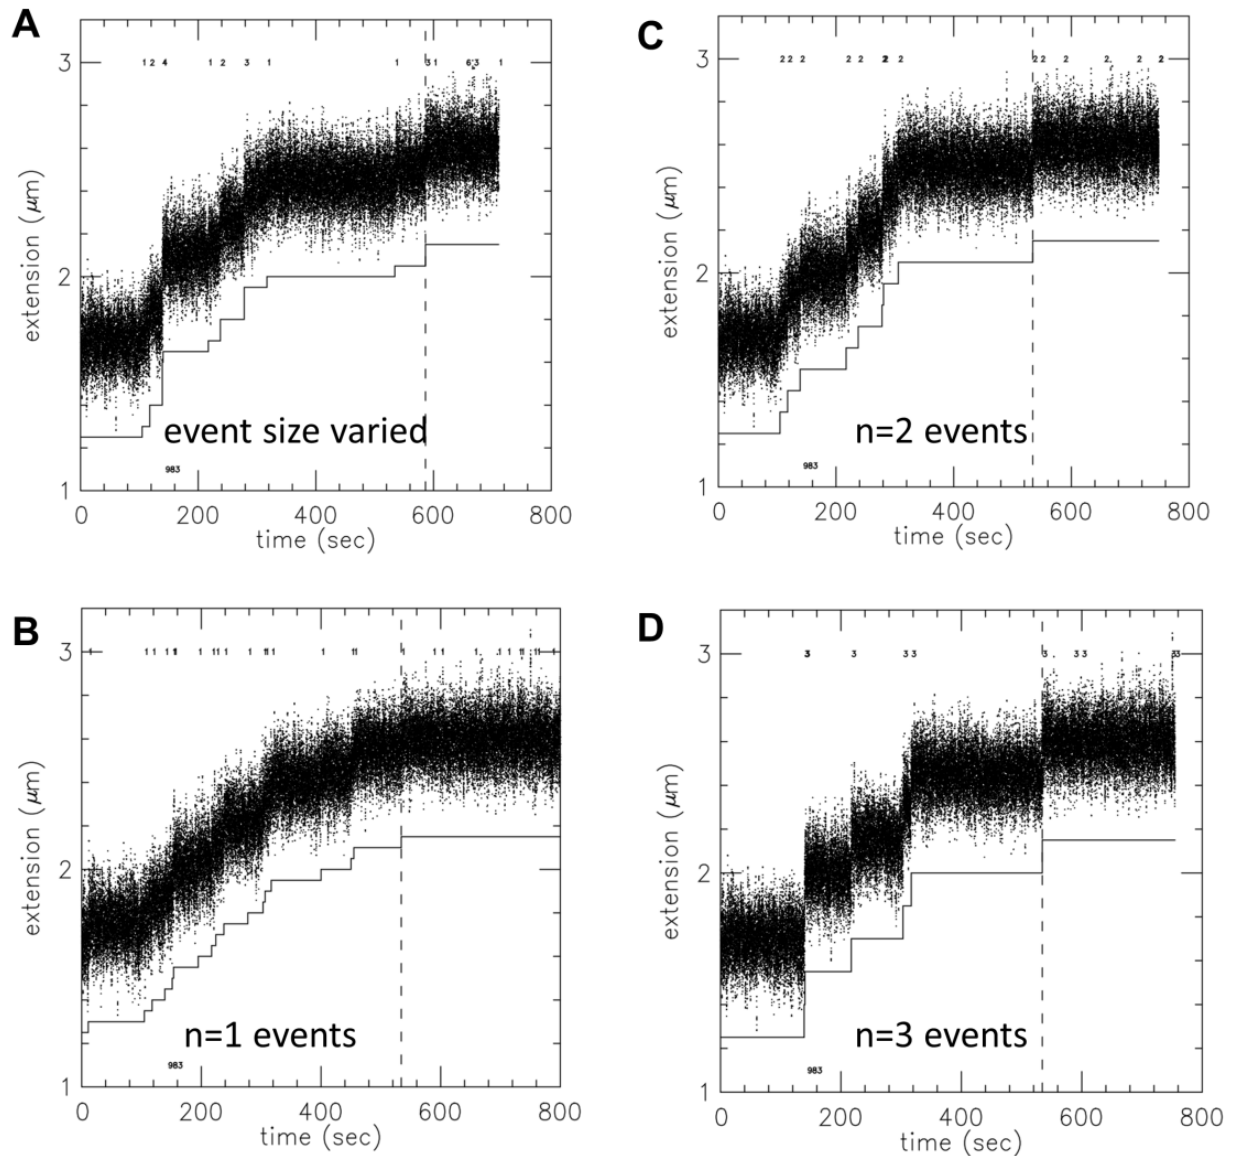 A
3
1 2 4 1 2 3 1 1 3 1 6 3 1
extension (μm)
2
event size varied
983
1
0 200 400 600 800
time (sec)
C
3
2 2 2 2 2 2 2 2 2 2 2 2 2
extension (μm)
2
n=2 events
983
1
0 200 400 600 800
time (sec)
B
3
extension (μm)
2
n=1 events
983
1
0 200 400 600 800
time (sec)
D
3
3 3 3 3 3 3 3 3 3
extension (μm)
2
n=3 events
983
1
0 200 400 600 800
time (sec)